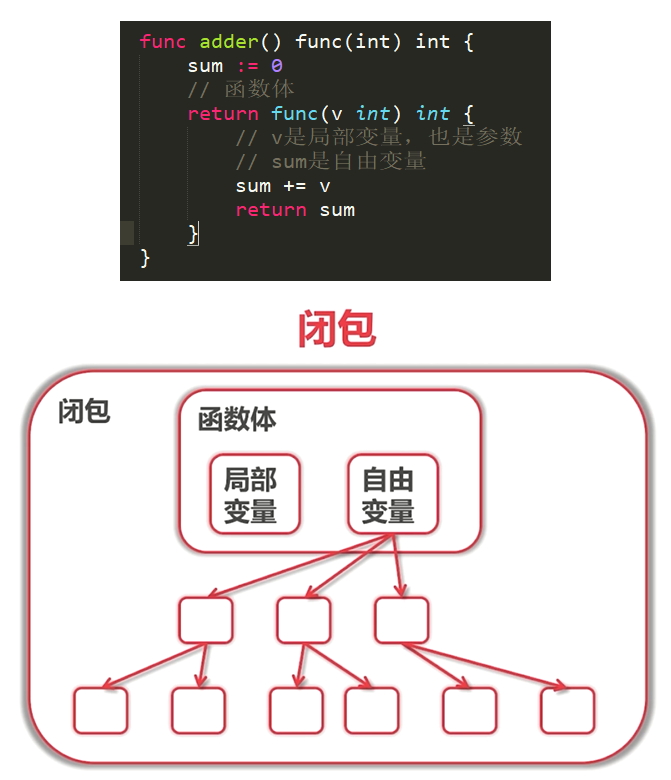 func adder() func(int) int {
    sum := 0
    // 函数体
    return func(v int) int {
        // v是局部变量，也是参数
        // sum是自由变量
        sum += v
        return sum
    }
}
闭包
闭包
函数体
局部
变量
自由
变量